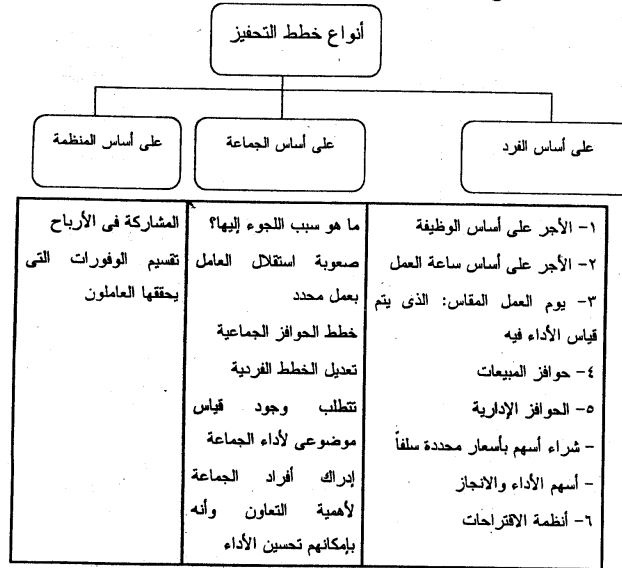 أنواع خطط التحفيز
على أساس الفرد
على أساس الجماعة
على أساس المنظمة
١- الأجر على أساس الوظيفة
٢- الأجر على أساس ساعة العمل
٣- يوم العمل المقاس: الذى يتم
قياس الأداء فيه
٤- حوافز المبيعات
٥- الحوافز الإدارية
- شراء أسهم بأسعار محددة سلفاً
- أسهم الأداء والانجاز
٦- أنظمة الاقتراحات
ما هو سبب اللجوء إليها؟
صعوبة استقلال العامل
بعمل محدد
خطط الحوافز الجماعية
تعديل الخطط الفردية
تتطلب وجود قياس
موضوعى لأداء الجماعة
إدراك أفراد الجماعة
لأهمية التعاون وأنه
بإمكانهم تحسين الأداء
المشاركة فى الأرباح
تقسيم الوفورات التى
يحققها العاملون